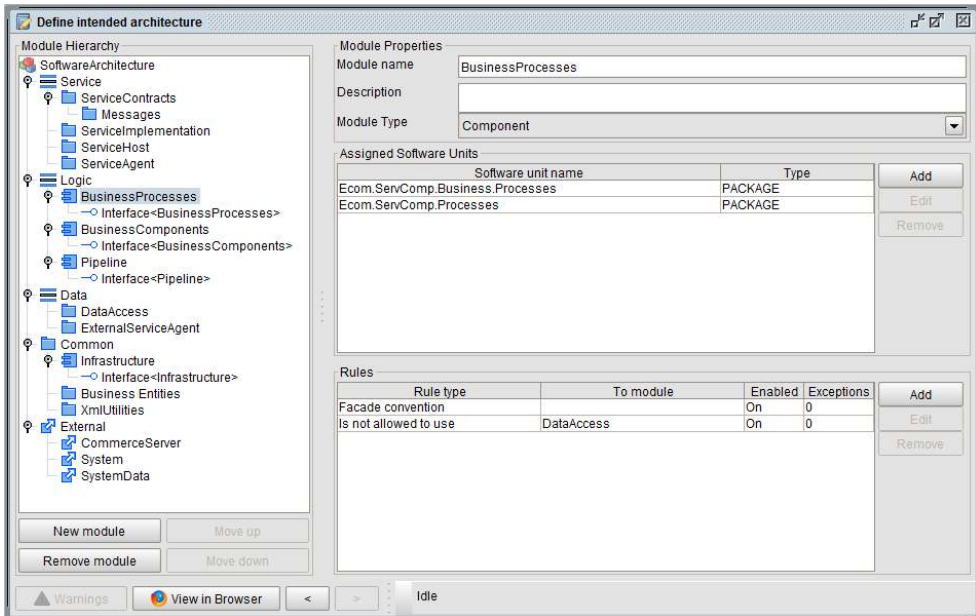 Define intended architecture
Module Hierarchy
SoftwareArchitecture
Service
ServiceContracts
Messages
ServiceImplementation
ServiceHost
ServiceAgent
Logic
BusinessProcesses
Interface<BusinessProcesses>
BusinessComponents
Interface<BusinessComponents>
Pipeline
Interface<Pipeline>
Data
DataAccess
ExternalServiceAgent
Common
Infrastructure
Interface<Infrastructure>
Business Entities
XmlUtilities
External
CommerceServer
System
SystemData
New module Move up
Remove module Move down
Module Properties
Module name BusinessProcesses
Description
Module Type Component
Assigned Software Units
Software unit name Type
Ecom.ServComp.Business.Processes PACKAGE
Ecom.ServComp.Processes PACKAGE
Add
Edit
Remove
Rules
Rule type To module Enabled Exceptions
Facade convention On 0
Is not allowed to use DataAccess On 0
Add
Edit
Remove
Warnings View in Browser < > Idle